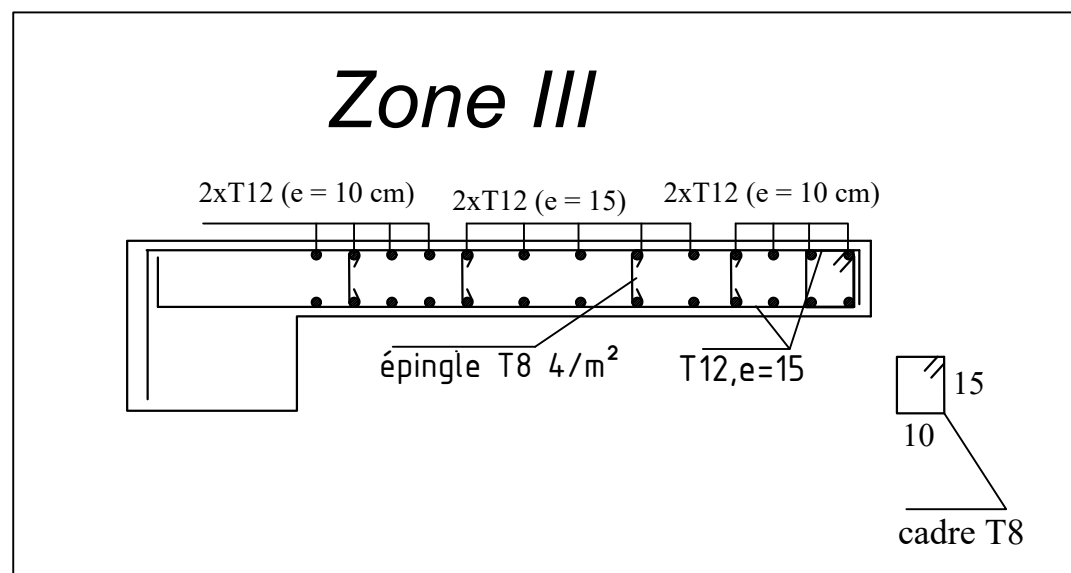 Zone III
2xT12 (e = 10 cm)
2xT12 (e = 15)
2xT12 (e = 10 cm)
épingle T8 4/m²
T12,e=15
15
10
cadre T8